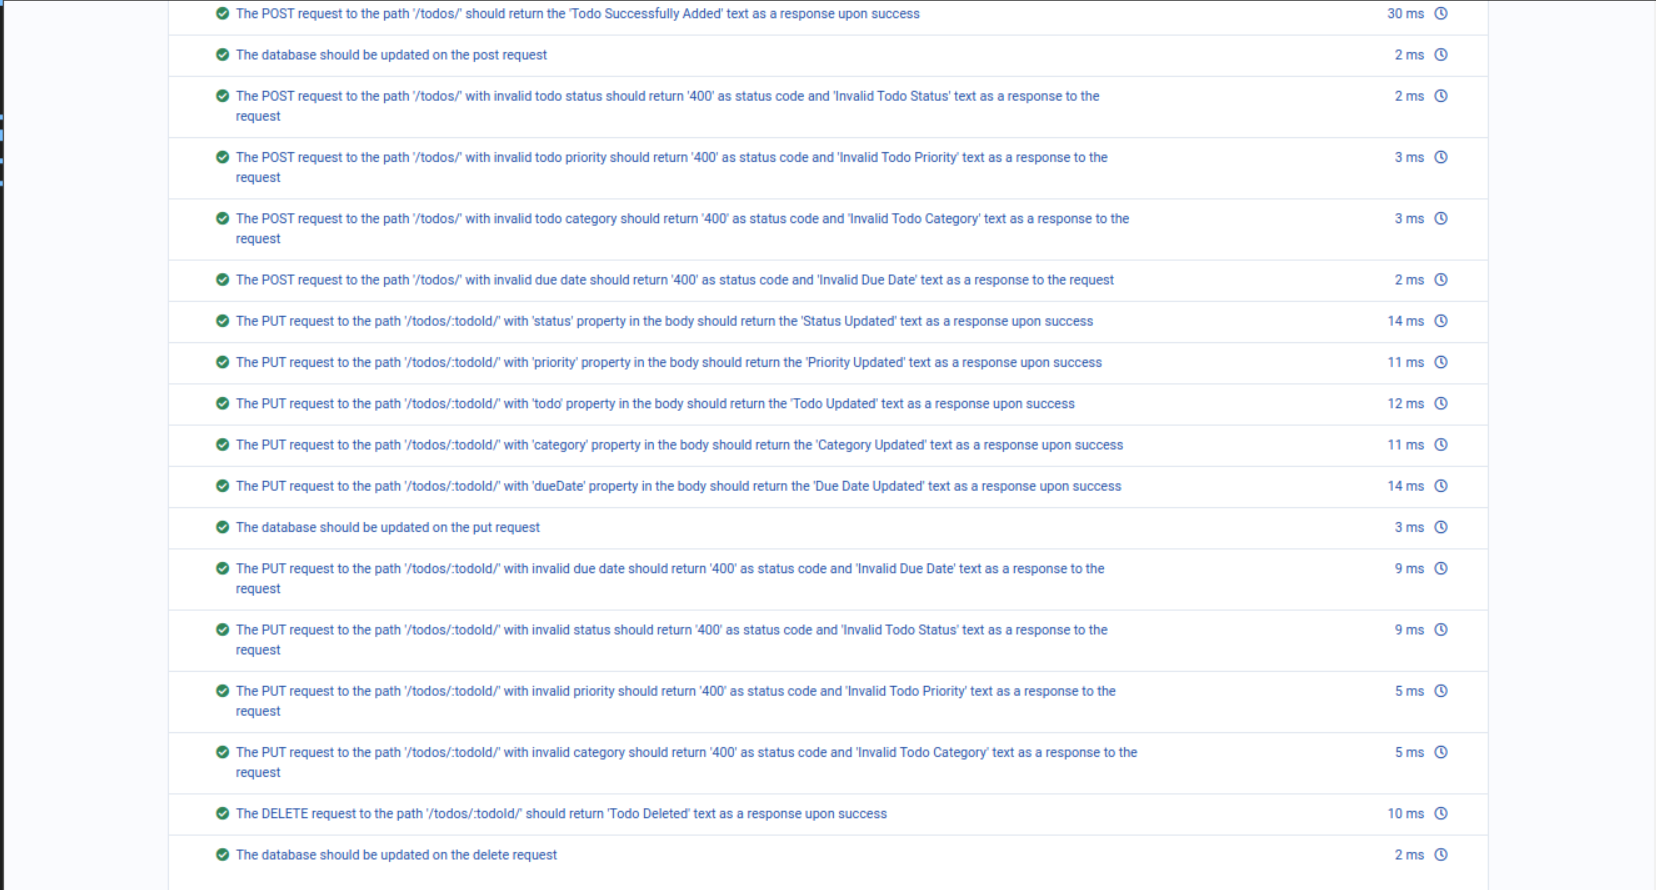 The POST request to the path '/todos/' should return the 'Todo Successfully Added' text as a response upon success 30 ms
The database should be updated on the post request 2 ms
The POST request to the path '/todos/' with invalid todo status should return '400' as status code and 'Invalid Todo Status' text as a response to the 2 ms
request
The POST request to the path '/todos/' with invalid todo priority should return '400' as status code and 'Invalid Todo Priority' text as a response to the 3 ms
request
The POST request to the path '/todos/' with invalid todo category should return '400' as status code and 'Invalid Todo Category' text as a response to the 3 ms
request
The POST request to the path '/todos/' with invalid due date should return '400' as status code and 'Invalid Due Date' text as a response to the request 2 ms
The PUT request to the path '/todos/:todoId/' with 'status' property in the body should return the 'Status Updated' text as a response upon success 14 ms
The PUT request to the path '/todos/:todoId/' with 'priority' property in the body should return the 'Priority Updated' text as a response upon success 11 ms
The PUT request to the path '/todos/:todoId/' with 'todo' property in the body should return the 'Todo Updated' text as a response upon success 12 ms
The PUT request to the path '/todos/:todoId/' with 'category' property in the body should return the 'Category Updated' text as a response upon success 11 ms
The PUT request to the path '/todos/:todoId/' with 'dueDate' property in the body should return the 'Due Date Updated' text as a response upon success 14 ms
The database should be updated on the put request 3 ms
The PUT request to the path '/todos/:todoId/' with invalid due date should return '400' as status code and 'Invalid Due Date' text as a response to the 9 ms
request
The PUT request to the path '/todos/:todoId/' with invalid status should return '400' as status code and 'Invalid Todo Status' text as a response to the 9 ms
request
The PUT request to the path '/todos/:todoId/' with invalid priority should return '400' as status code and 'Invalid Todo Priority' text as a response to the 5 ms
request
The PUT request to the path '/todos/:todoId/' with invalid category should return '400' as status code and 'Invalid Todo Category' text as a response to the 5 ms
request
The DELETE request to the path '/todos/:todoId/' should return 'Todo Deleted' text as a response upon success 10 ms
The database should be updated on the delete request 2 ms